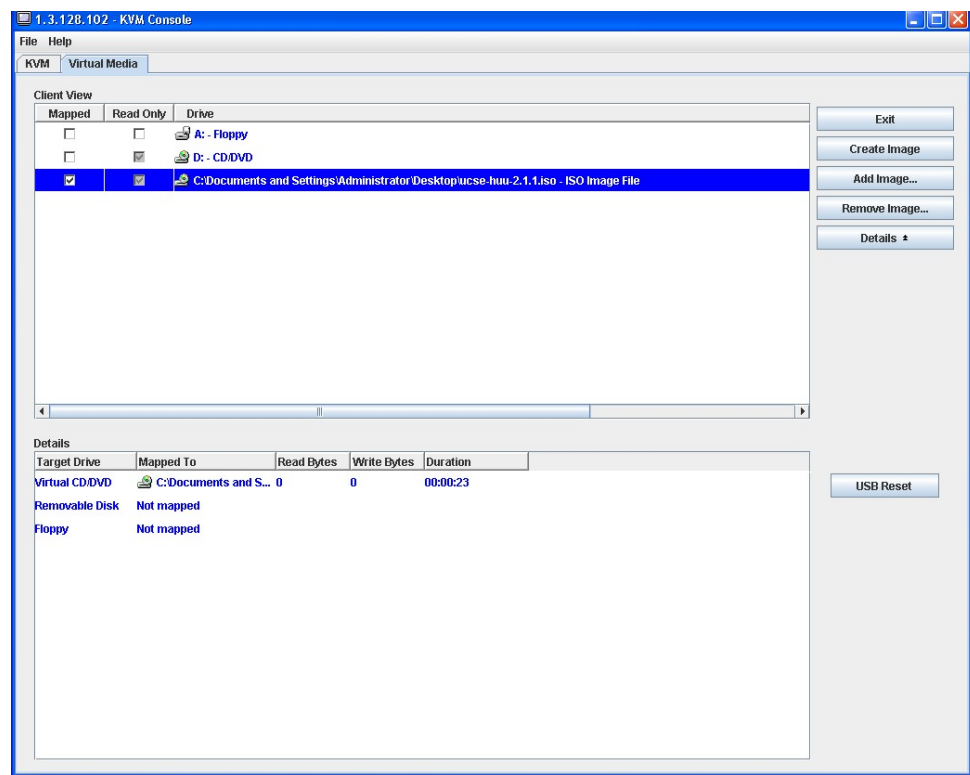 1.3.128.102 - KVM Console
File Help
KVM Virtual Media
Client View
Mapped Read Only Drive
A: - Floppy
D: - CD/DVD
C:\Documents and Settings\Administrator\Desktop\ucse-huu-2.1.1.iso - ISO Image File
Exit
Create Image
Add Image...
Remove Image...
Details
Details
Target Drive Mapped To Read Bytes Write Bytes Duration
Virtual CD/DVD C:\Documents and S... 0 0 00:00:23
Removable Disk Not mapped
Floppy Not mapped
USB Reset